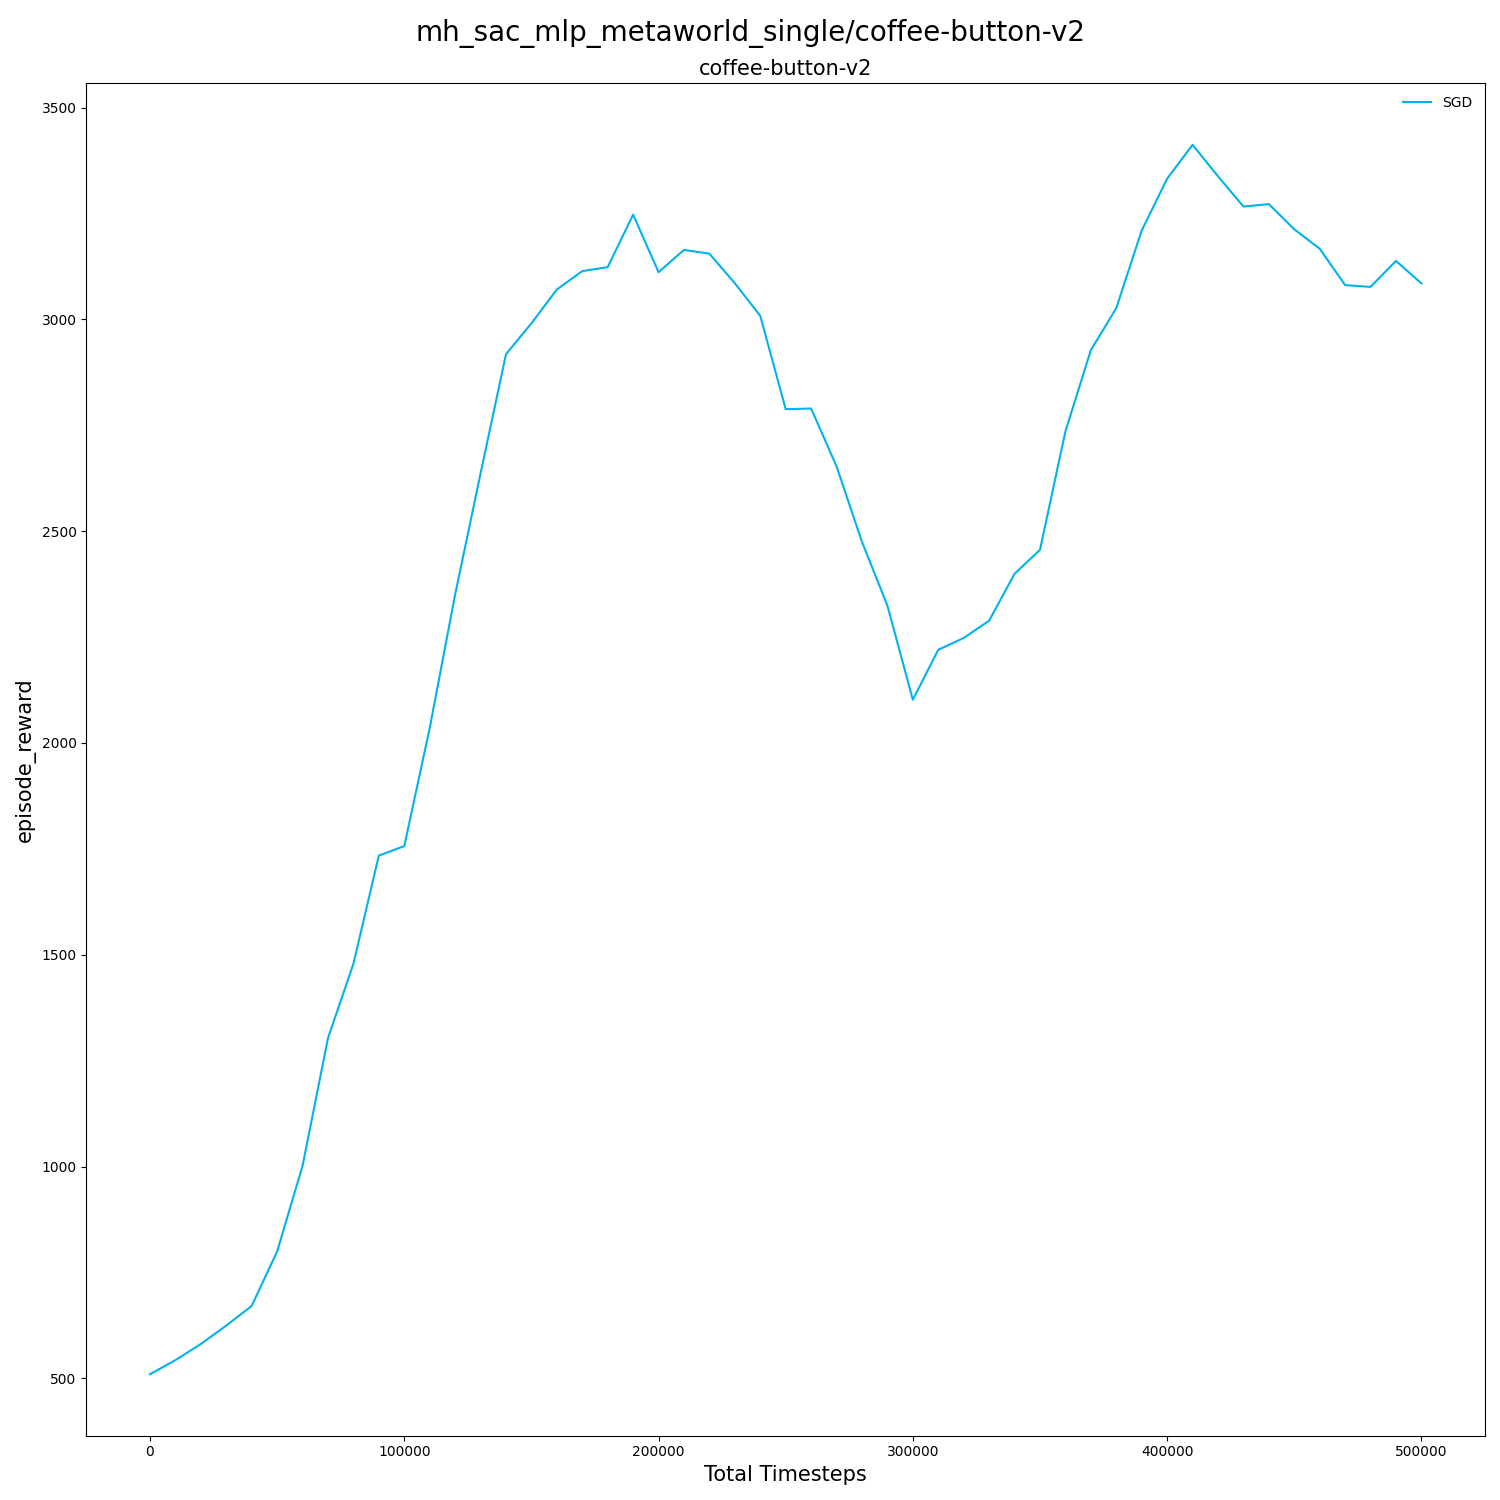 mh_sac_mlp_metaworld_single/coffee-button-v2
coffee-button-v2
SGD
episode_reward
3500
3000
2500
2000
1500
1000
500
0
100000
200000
300000
400000
500000
Total Timesteps